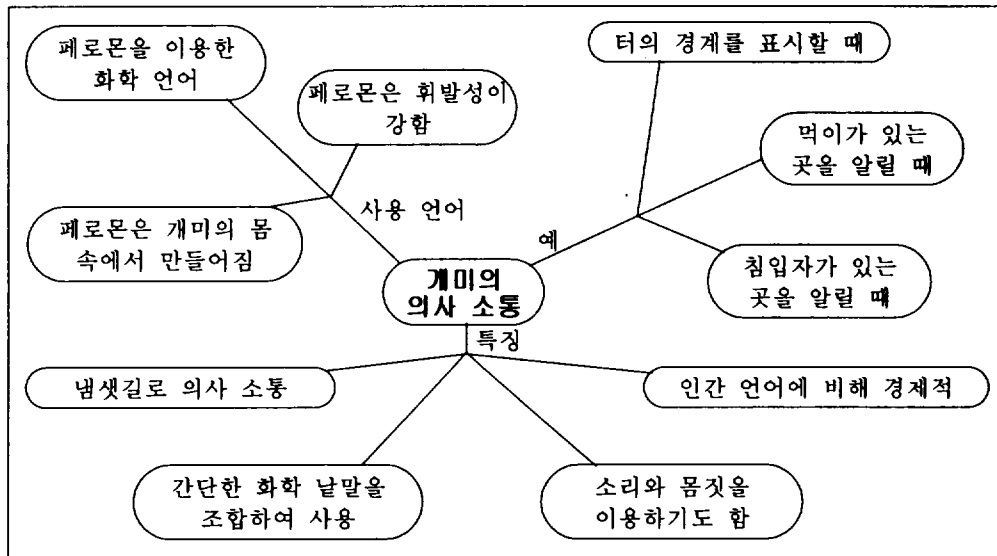 페로몬을 이용한
화학 언어
페로몬은 휘발성이
강함
페로몬은 개미의 몸
속에서 만들어짐
사용 언어
터의 경계를 표시할 때
먹이가 있는
곳을 알릴 때
침입자가 있는
곳을 알릴 때
예
개미의
의사 소통
특징
냄샛길로 의사 소통
인간 언어에 비해 경제적
간단한 화학 낱말을
조합하여 사용
소리와 몸짓을
이용하기도 함